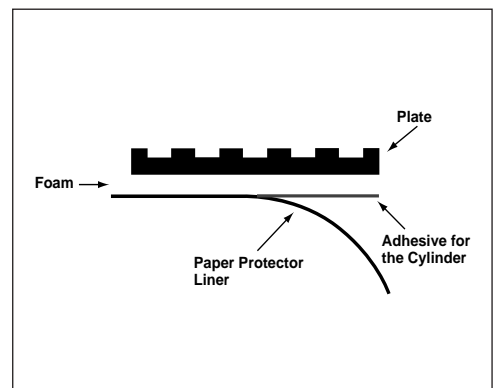 Plate
Foam
Adhesive for
the Cylinder
Paper Protector
Liner